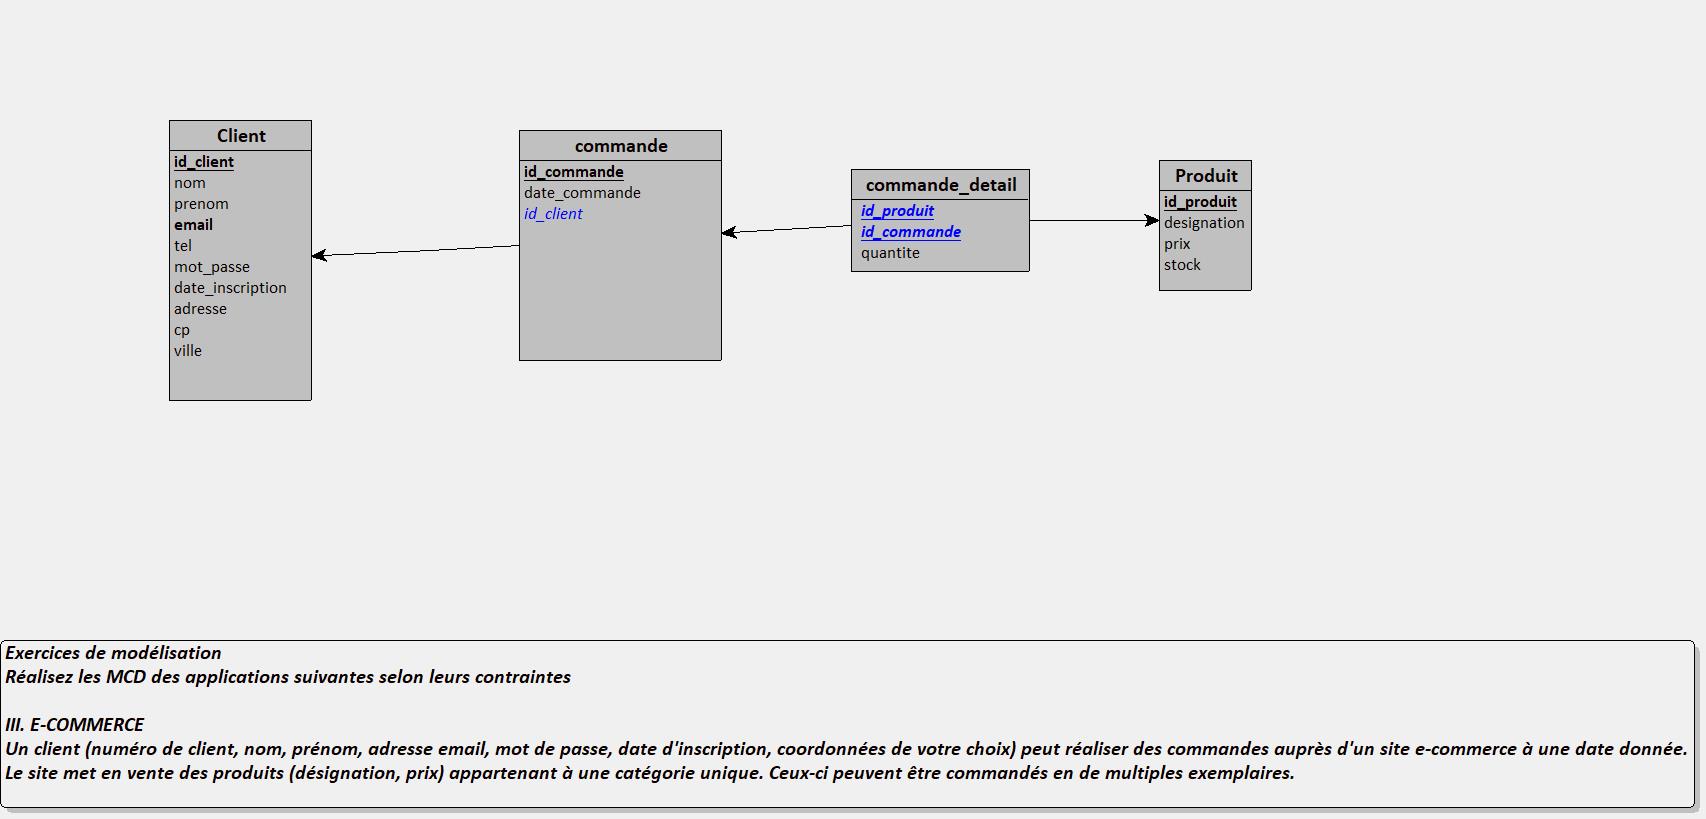 Client
id_client
nom
prenom
email
tel
mot_passe
date_inscription
adresse
cp
ville
commande
id_commande
date_commande
id_client
commande_detail
id_produit
id_commande
quantite
Produit
id_produit
designation
prix
stock
Exercices de modélisation
Réalisez les MCD des applications suivantes selon leurs contraintes
III. E-COMMERCE
Un client (numéro de client, nom, prénom, adresse email, mot de passe, date d'inscription, coordonnées de votre choix) peut réaliser des commandes auprès d'un site e-commerce à une date donnée.
Le site met en vente des produits (désignation, prix) appartenant à une catégorie unique. Ceux-ci peuvent être commandés en de multiples exemplaires.